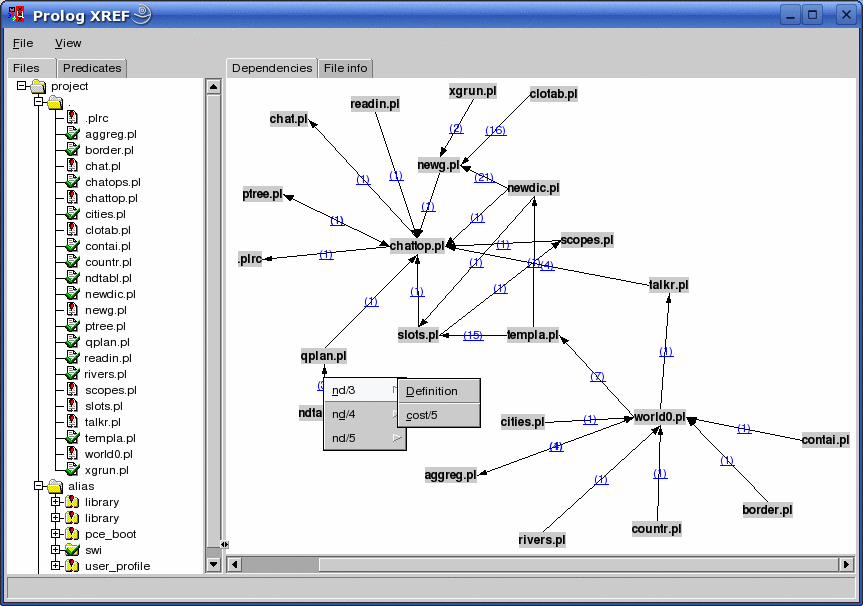 Prolog XREF
File View
Files Predicates
Dependencies File info
project
.
.plrc
aggreg.pl
border.pl
chat.pl
chatops.pl
chattop.pl
cities.pl
clotab.pl
contai.pl
countr.pl
ndtabl.pl
newdic.pl
newg.pl
ptree.pl
qplan.pl
readin.pl
rivers.pl
scopes.pl
slots.pl
talkr.pl
templa.pl
world0.pl
xgrun.pl
alias
library
library
pce_boot
swi
user_profile
xgrun.pl
clotab.pl
readin.pl
chat.pl
(2)
(16)
newg.pl
(1)
(1)
(21)
newdic.pl
ptree.pl
(1)
(1)
(1)
chattop.pl
(1)
scopes.pl
.plrc
(1)
(1)
(4)
talkr.pl
(1)
(1)
(1)
slots.pl
(15)
templa.pl
qplan.pl
(1)
(7)
nd/3
Definition
nd/4
cost/5
nd/5
ndta
cities.pl
(1)
world0.pl
(1)
contai.pl
(4)
aggreg.pl
(1)
(1)
(1)
border.pl
rivers.pl
countr.pl